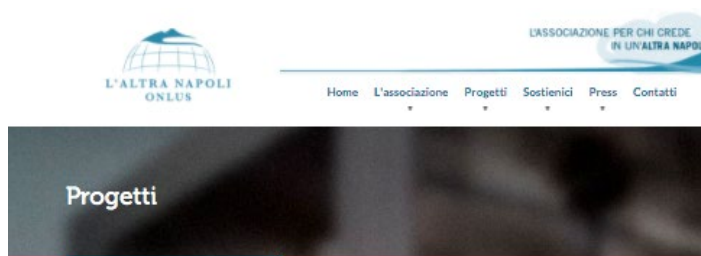 L'ASSOCIAZIONE PER CHI CREDE
IN UN'ALTRA NAPOLI
L'ALTRA NAPOLI
ONLUS
Home L'associazione Progetti Sostienici Press Contatti
Progetti